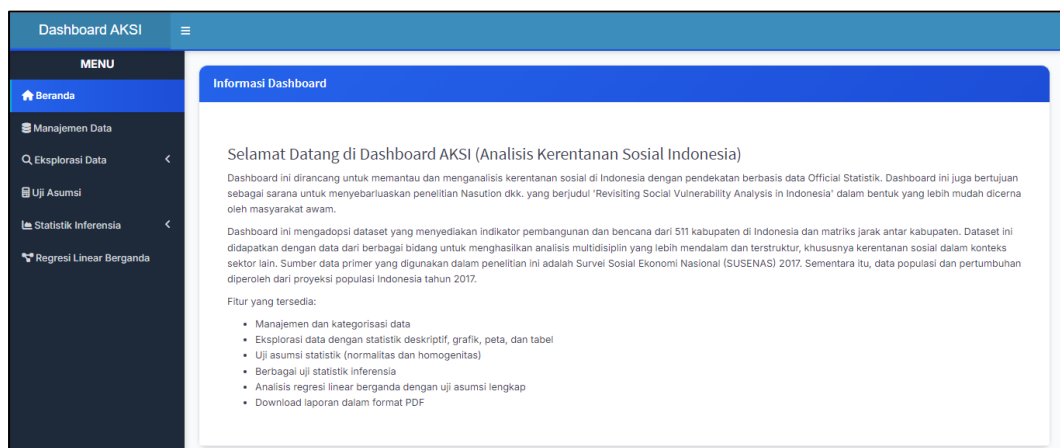 Dashboard AKSI
MENU
Beranda
Manajemen Data
Eksplorasi Data
Uji Asumsi
Statistik Inferensia
Regresi Linear Berganda
Informasi Dashboard
Selamat Datang di Dashboard AKSI (Analisis Kerentanan Sosial Indonesia)
Dashboard ini dirancang untuk memantau dan menganalisis kerentanan sosial di Indonesia dengan pendekatan berbasis data Official Statistik. Dashboard ini juga bertujuan
sebagai sarana untuk menyebarluaskan penelitian Nasution dkk. yang berjudul 'Revisiting Social Vulnerability Analysis in Indonesia' dalam bentuk yang lebih mudah dicerna
oleh masyarakat awam.
Dashboard ini mengadopsi dataset yang menyediakan indikator pembangunan dan bencana dari 511 kabupaten di Indonesia dan matriks jarak antar kabupaten. Dataset ini
didapatkan dengan data dari berbagai bidang untuk menghasilkan analisis multidisiplin yang lebih mendalam dan terstruktur, khususnya kerentanan sosial dalam konteks
sektor lain. Sumber data primer yang digunakan dalam penelitian ini adalah Survei Sosial Ekonomi Nasional (SUSENAS) 2017. Sementara itu, data populasi dan pertumbuhan
diperoleh dari proyeksi populasi Indonesia tahun 2017.
Fitur yang tersedia:
• Manajemen dan kategorisasi data
• Eksplorasi data dengan statistik deskriptif, grafik, peta, dan tabel
• Uji asumsi statistik (normalitas dan homogenitas)
• Berbagai uji statistik inferensia
• Analisis regresi linear berganda dengan uji asumsi lengkap
• Download laporan dalam format PDF